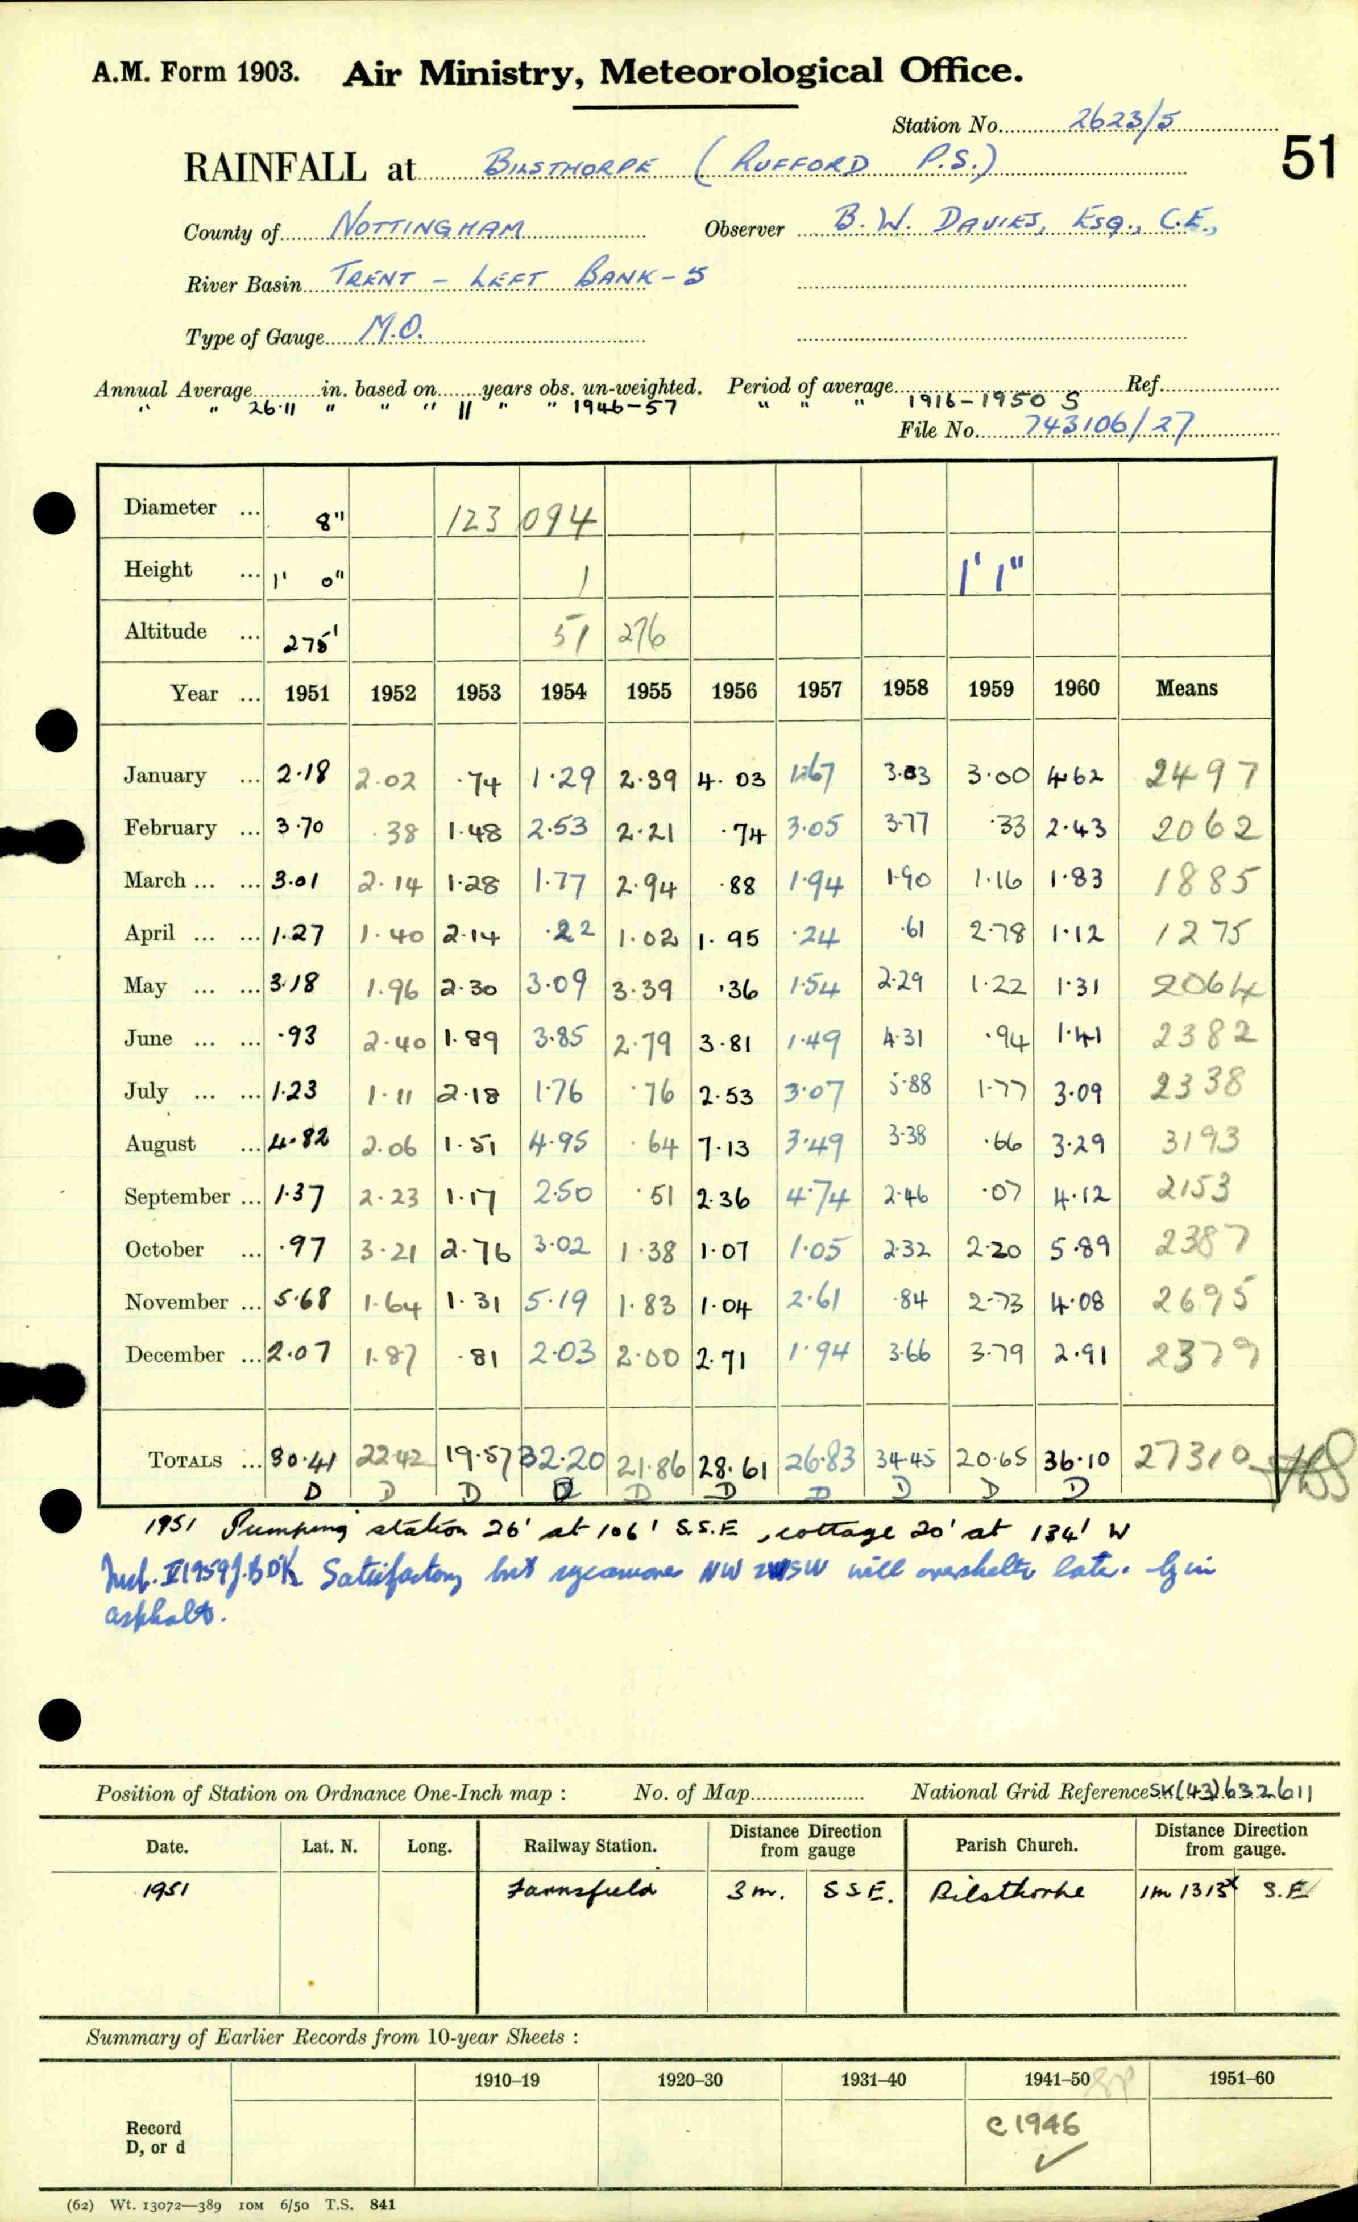 A.M. Form 1903. Air Ministry, Meteorological Office.
Station No. 2623/5
51
RAINFALL at BILSTHORPE (RUFFORD P.S.)
County of NOTTINGHAM Observer B. W. DAVIES, ESQ., C.E.,
River Basin TRENT - LEFT BANK - 5
Type of Gauge M.O.
Annual Average in. based on years obs. un-weighted. Period of average Ref.
" " 26.11 " " " 11 " " 1946-57 " " " 1916-1950 S
File No. 743106/27
Diameter ... 8" 123 094
Height ... 1' 0" 1 1' 1"
Altitude ... 275' 51 276
Year ... 1951 1952 1953 1954 1955 1956 1957 1958 1959 1960 Means
January ... 2.18 2.02 .74 1.29 2.39 4.03 1.67 3.83 3.00 4.62 2497
February ... 3.70 .38 1.48 2.53 2.21 .74 3.05 3.77 .33 2.43 2062
March ... ... 3.01 2.14 1.28 1.77 2.94 .88 1.94 1.90 1.16 1.83 1885
April ... ... 1.27 1.40 2.14 .22 1.02 1.95 .24 .61 2.78 1.12 1275
May ... ... 3.18 1.96 2.30 3.09 3.39 .36 1.54 2.29 1.22 1.31 2064
June ... ... .93 2.40 1.89 3.85 2.79 3.81 1.49 4.31 .94 1.41 2382
July ... ... 1.23 1.11 2.18 1.76 .76 2.53 3.07 5.88 1.77 3.09 2338
August ... 4.82 2.06 1.51 4.95 .64 7.13 3.49 3.38 .66 3.29 3193
September ... 1.37 2.23 1.17 2.50 .51 2.36 4.74 2.46 .07 4.12 2153
October ... .97 3.21 2.76 3.02 1.38 1.07 1.05 2.32 2.20 5.89 2387
November ... 5.68 1.64 1.31 5.19 1.83 1.04 2.61 .84 2.73 4.08 2695
December ... 2.07 1.87 .81 2.03 2.00 2.71 1.94 3.66 3.79 2.91 2379
TOTALS ... 30.41 22.42 19.57 32.20 21.86 28.61 26.83 34.45 20.65 36.10 27310
D D D D D D D D D D
1951 Pumping station 26' at 106' S.S.E, cottage 20' at 134' W
Insp. V 1959 J.BDK Satisfactory but sycamores NW SW will overshelter later. G in
asphalt.
Position of Station on Ordnance One-Inch map : No. of Map National Grid Reference SK(43)632611
Date. Lat. N. Long. Railway Station. Distance from gauge Direction Parish Church. Distance from gauge. Direction
1951 Farnsfield 3 m. S S E. Bilsthorpe 1m 1315x S.E
Summary of Earlier Records from 10-year Sheets :
1910–19 1920–30 1931–40 1941–50 1951–60
Record
D, or d
c 1946
✓
(62) Wt. 13072—389 10M 6/50 T.S. 841